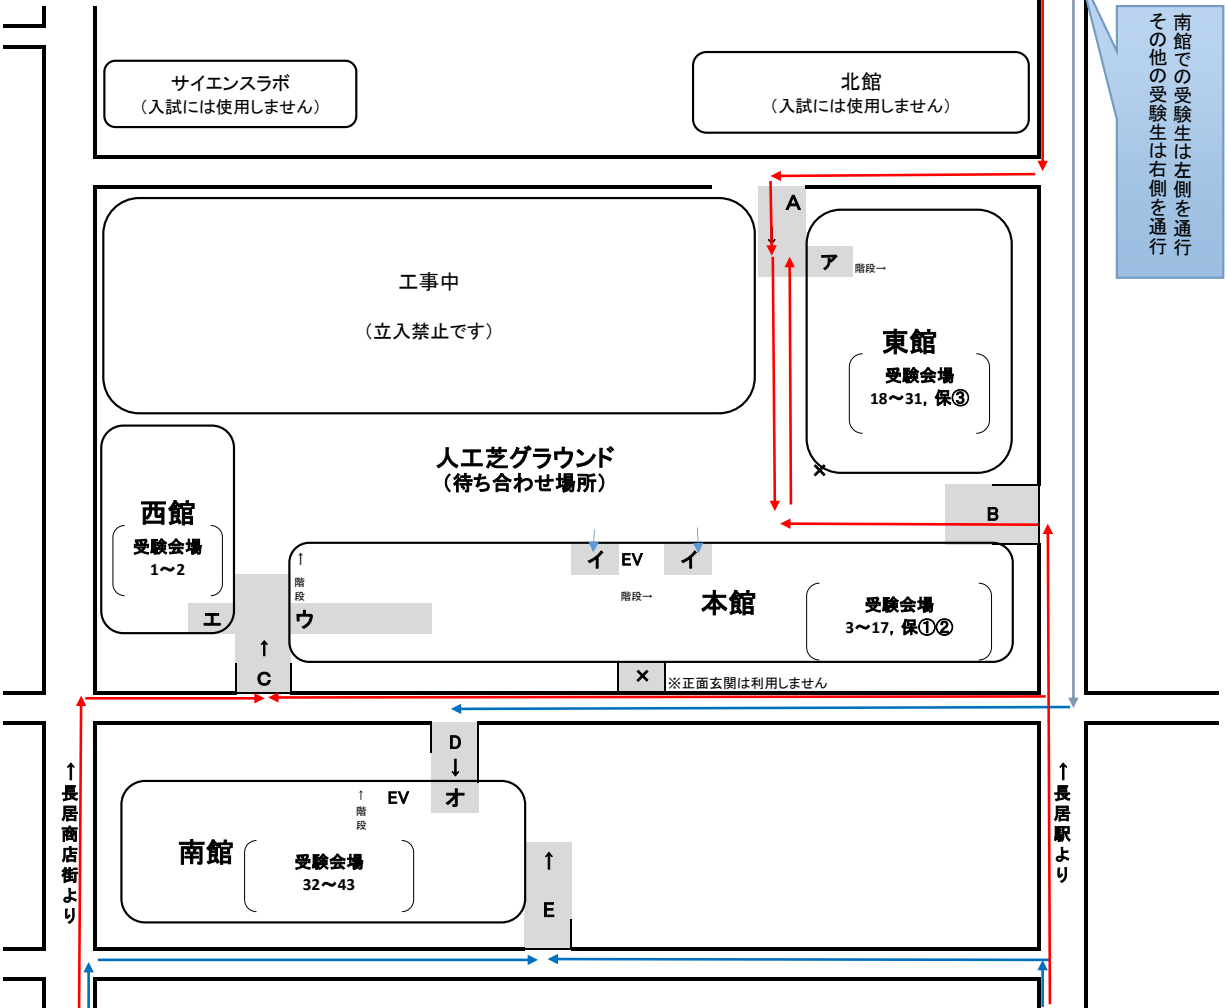 南館での受験生は左側を通行
その他の受験生は右側を通行
サイエンスラボ
（入試には使用しません）
北館
（入試には使用しません）
A
ア
階段→
工事中
（立入禁止です）
東館
受験会場
18～31, 保③
×
人工芝グラウンド
（待ち合わせ場所）
B
西館
受験会場
1～2
エ
↑
階段
ウ
イ
EV
イ
階段→
本館
受験会場
3～17, 保①②
↑
C
×
※正面玄関は利用しません
D
↓
オ
↑
階段
EV
南館
受験会場
32～43
↑
E
↑長居商店街より
↑長居駅より